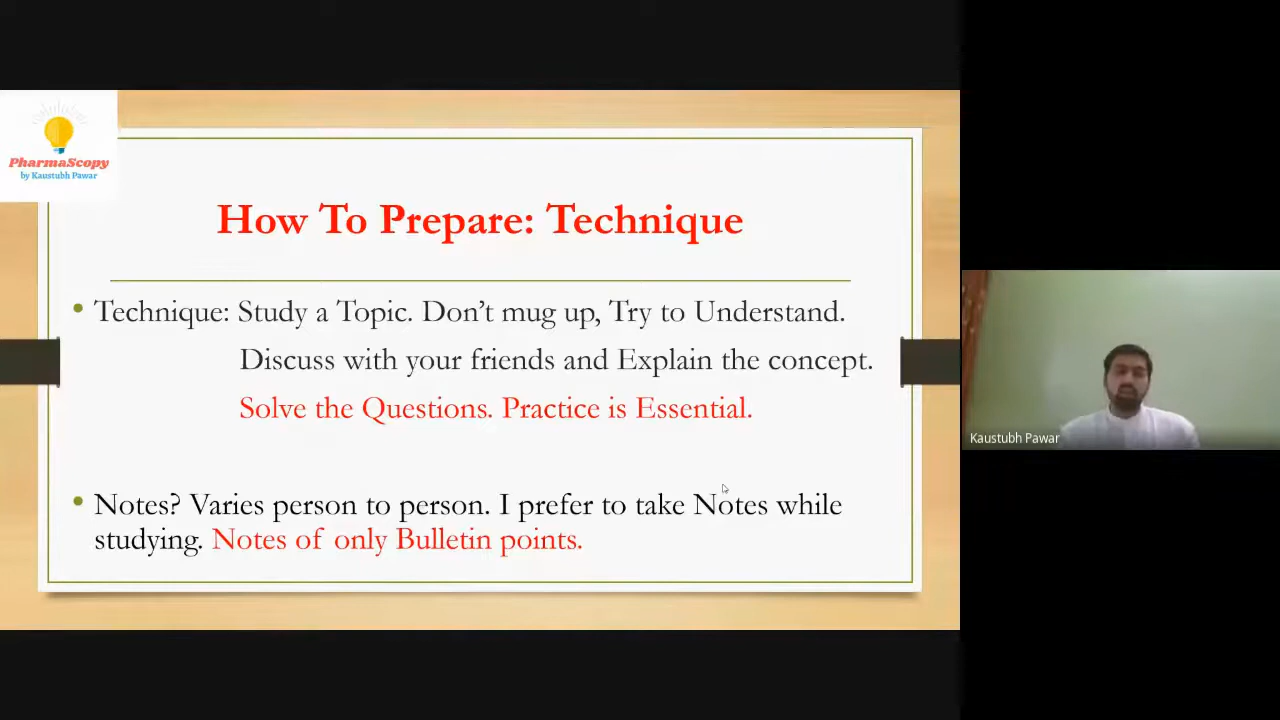 PharmaScopy
by Kaustubh Pawar
How To Prepare: Technique
• Technique: Study a Topic. Don’t mug up, Try to Understand.
Discuss with your friends and Explain the concept.
Solve the Questions. Practice is Essential.
• Notes? Varies person to person. I prefer to take Notes while
studying. Notes of only Bulletin points.
Kaustubh Pawar